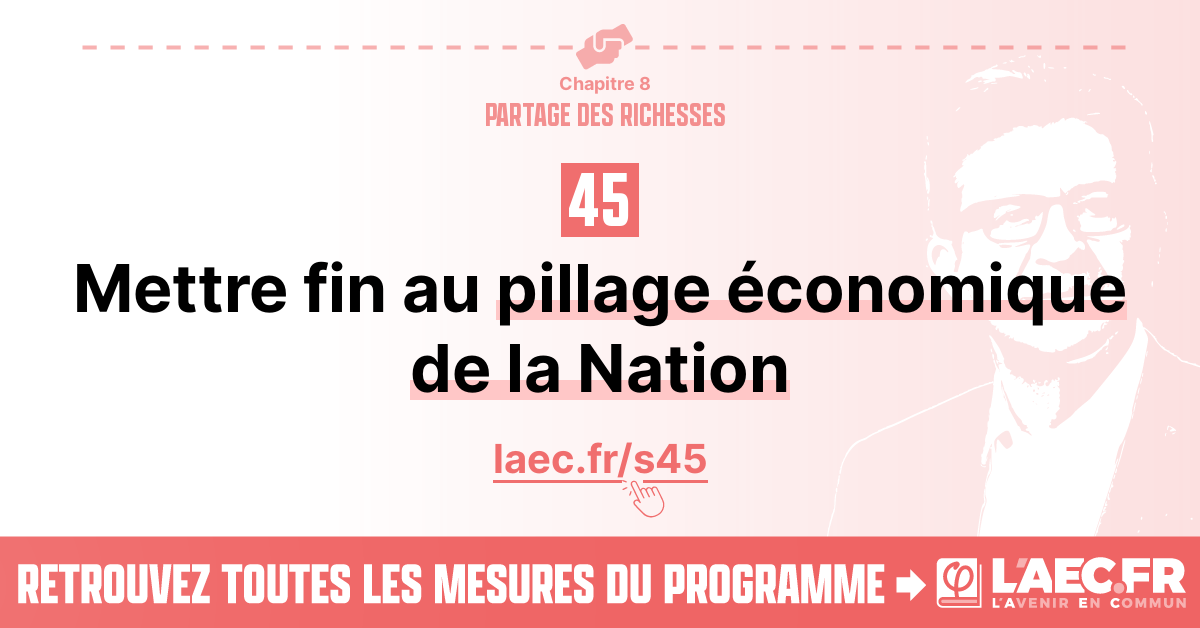 Chapitre 8
PARTAGE DES RICHESSES
45
Mettre fin au pillage économique
de la Nation
laec.fr/s45
RETROUVEZ TOUTES LES MESURES DU PROGRAMME
L'AEC.FR
L'AVENIR EN COMMUN